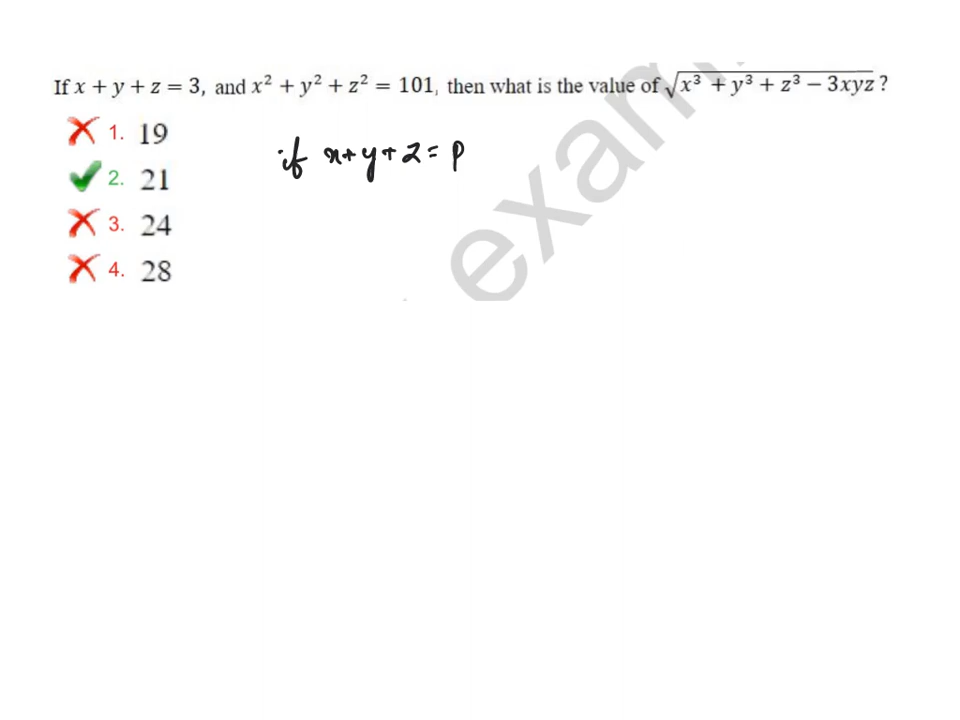 If x + y + z = 3, and x² + y² + z² = 101, then what is the value of √(x³ + y³ + z³ − 3xyz) ?
1. 19
2. 21
3. 24
4. 28
if x+y+z = p
exam